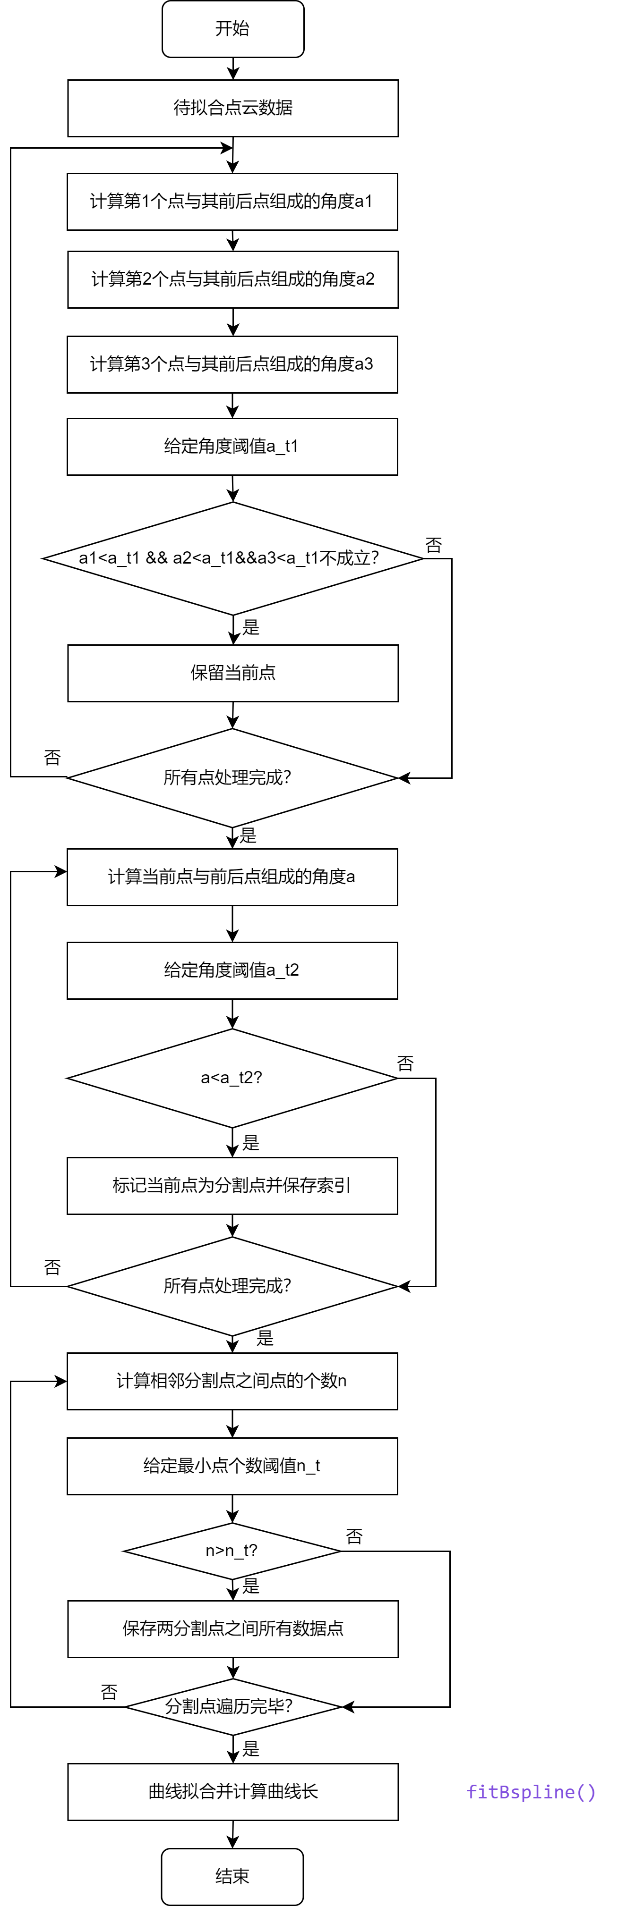 开始
待拟合点云数据
计算第1个点与其前后点组成的角度a1
计算第2个点与其前后点组成的角度a2
计算第3个点与其前后点组成的角度a3
给定角度阈值a_t1
a1<a_t1 && a2<a_t1&&a3<a_t1不成立?
否
是
保留当前点
所有点处理完成?
否
是
计算当前点与前后点组成的角度a
给定角度阈值a_t2
a<a_t2?
否
是
标记当前点为分割点并保存索引
所有点处理完成?
否
是
计算相邻分割点之间点的个数n
给定最小点个数阈值n_t
n>n_t?
否
是
保存两分割点之间所有数据点
分割点遍历完毕?
否
是
曲线拟合并计算曲线长
fitBspline()
结束